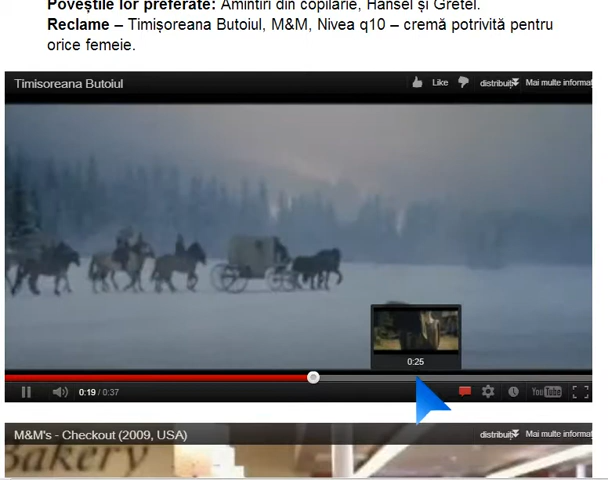 Poveștile lor preferate: Amintiri din copilărie, Hansel și Gretel.
Reclame – Timișoreana Butoiul, M&M, Nivea q10 – cremă potrivită pentru
orice femeie.
Timisoreana Butoiul
Like
distribuiți
Mai multe informaț
0:25
0:19 / 0:37
YouTube
M&M's - Checkout (2009, USA)
distribuiți
Mai multe informaț
Bakery